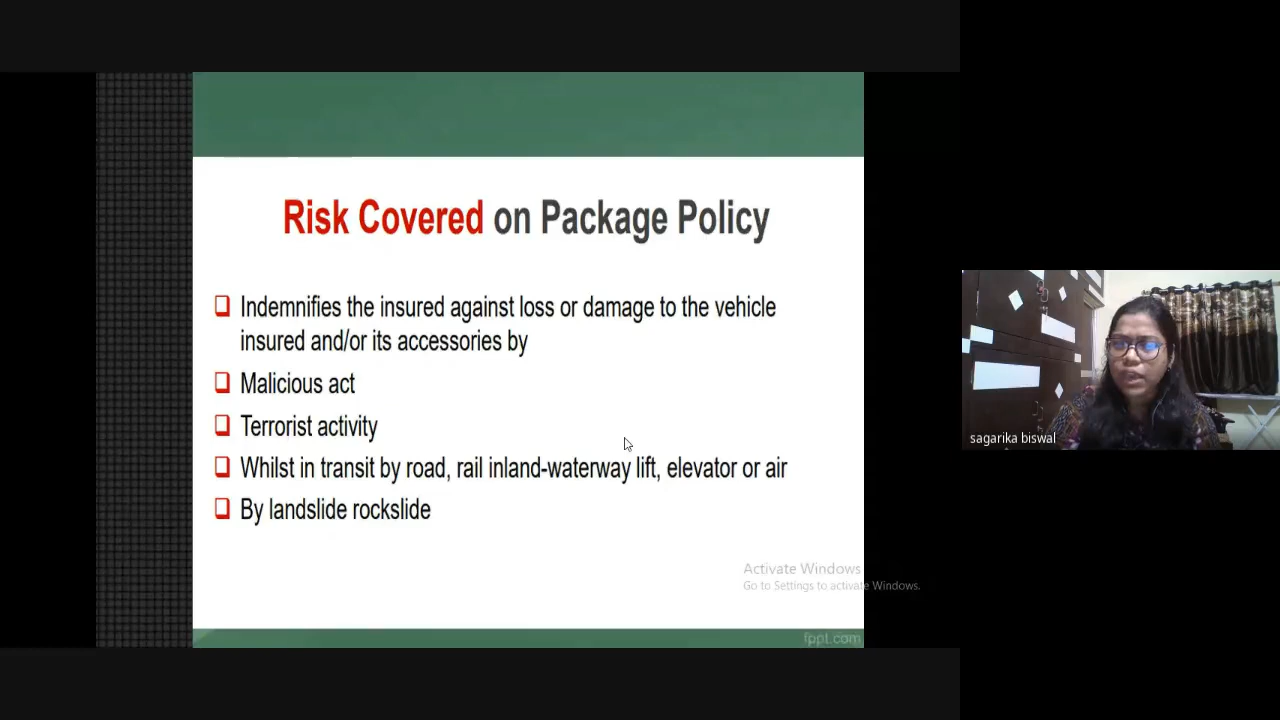 Risk Covered on Package Policy
Indemnifies the insured against loss or damage to the vehicle
insured and/or its accessories by
Malicious act
Terrorist activity
Whilst in transit by road, rail inland-waterway lift, elevator or air
By landslide rockslide
Activate Windows
Go to Settings to activate Windows.
fppt.com
sagarika biswal